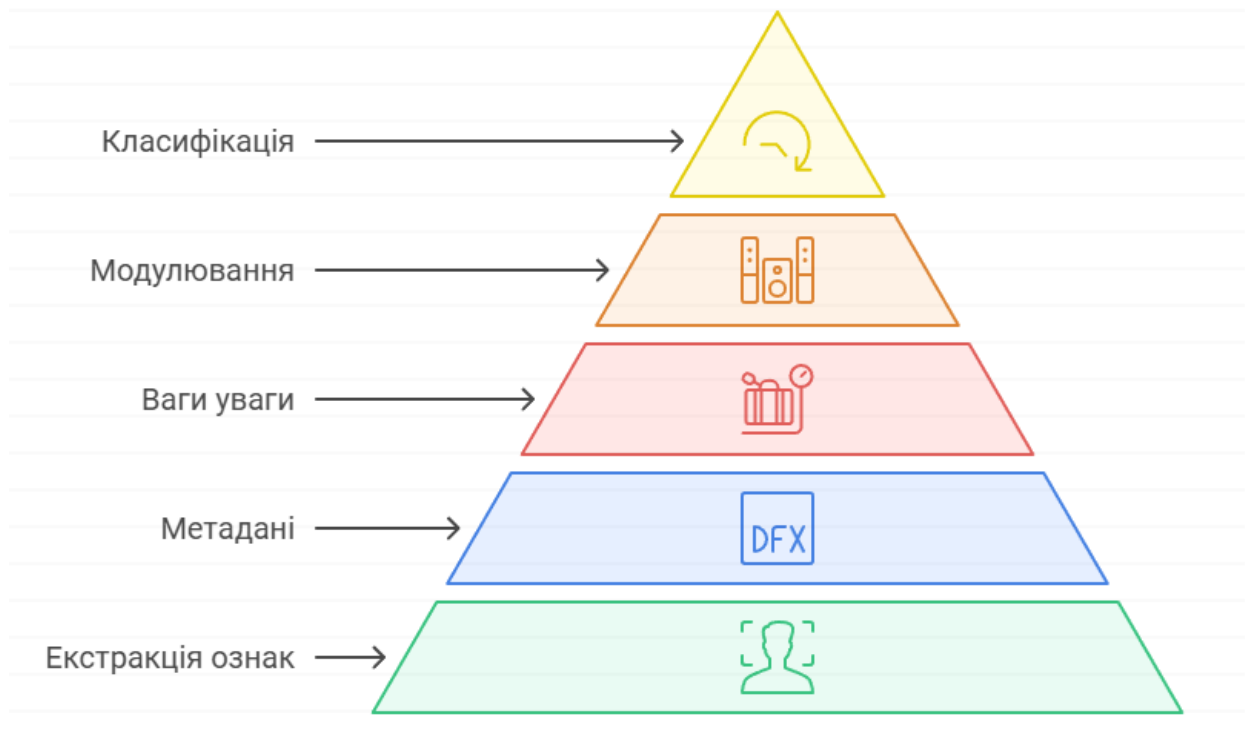 Класифікація
Модулювання
Ваги уваги
Метадані
DFX
Екстракція ознак